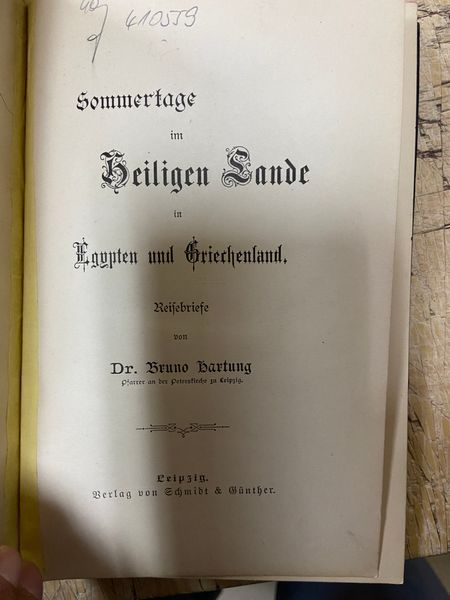 410559
Sommertage
im
Heiligen Lande
in
Egypten und Griechenland.
Reisebriefe
von
Dr. Bruno Hartung
Pfarrer an der Peterskirche zu Leipzig.
Leipzig.
Verlag von Schmidt & Günther.